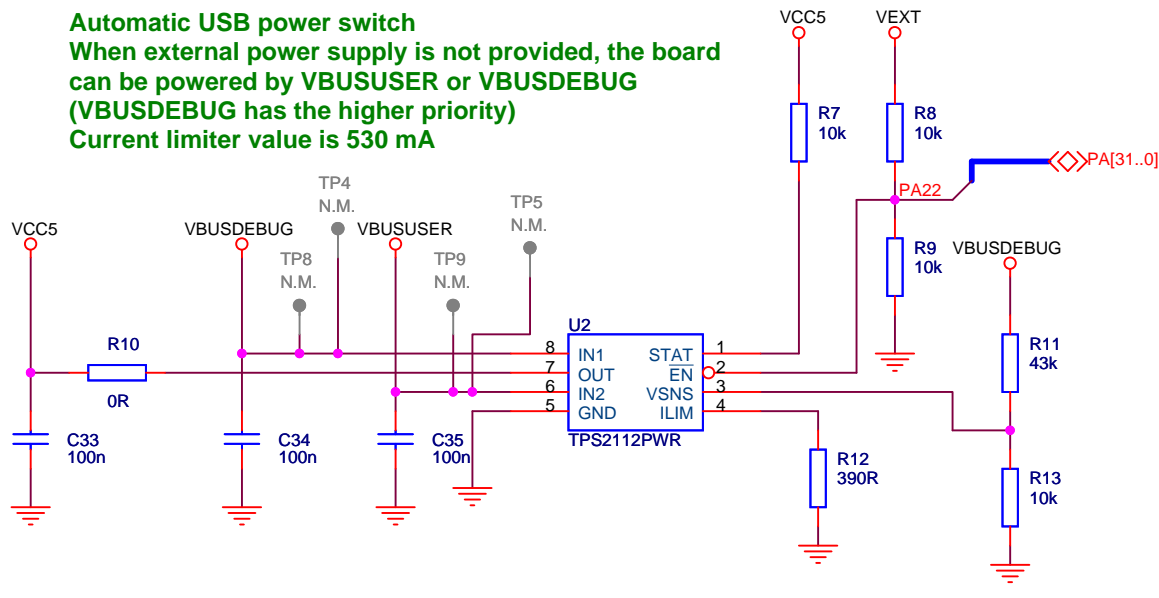 Automatic USB power switch
When external power supply is not provided, the board
can be powered by VBUSUSER or VBUSDEBUG
(VBUSDEBUG has the higher priority)
Current limiter value is 530 mA
VCC5
VEXT
R7
10k
R8
10k
PA[31..0]
PA22
TP4
N.M.
TP5
N.M.
VCC5
VBUSDEBUG
VBUSUSER
TP8
N.M.
TP9
N.M.
R9
10k
VBUSDEBUG
U2
R10
0R
8
IN1
STAT
1
7
OUT
EN
2
6
IN2
VSNS
3
5
GND
ILIM
4
TPS2112PWR
R11
43k
C33
100n
C34
100n
C35
100n
R12
390R
R13
10k